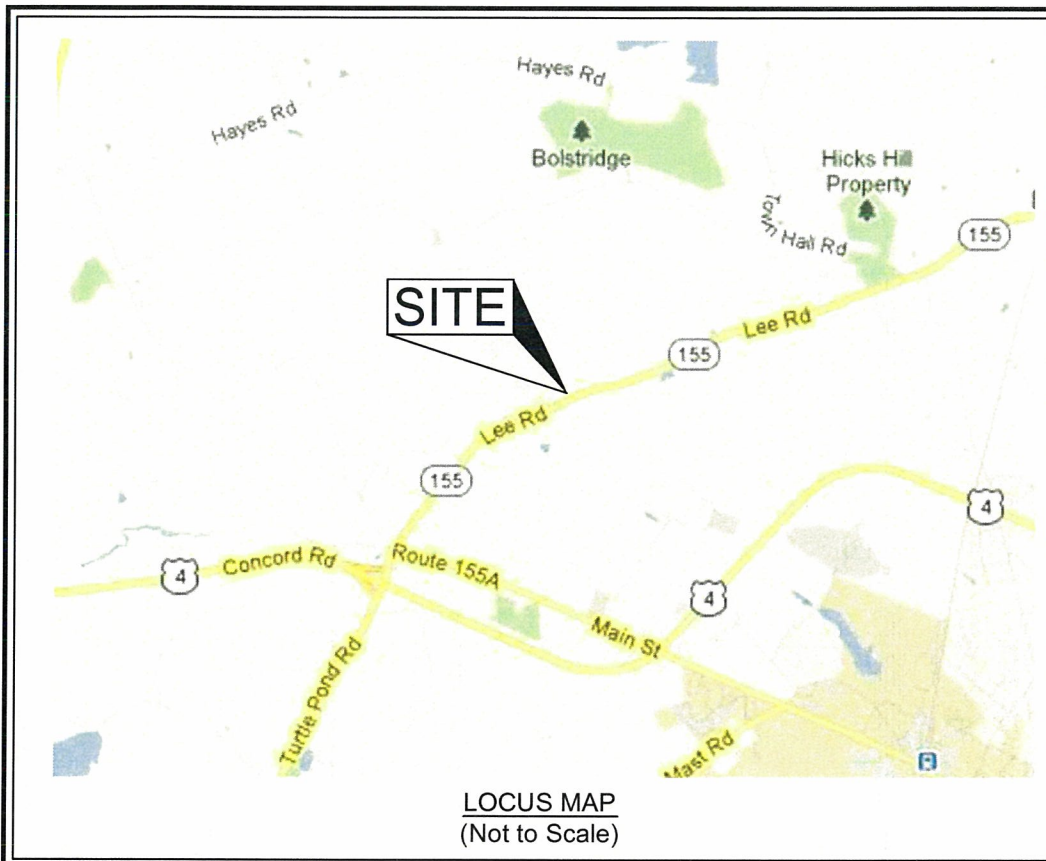 Hayes Rd
Hayes Rd
Bolstridge
Hicks Hill
Property
Town Hall Rd
155
SITE
Lee Rd
155
Lee Rd
155
4
Concord Rd
4
Route 155A
4
Main St
Turtle Pond Rd
Mast Rd
LOCUS MAP
(Not to Scale)